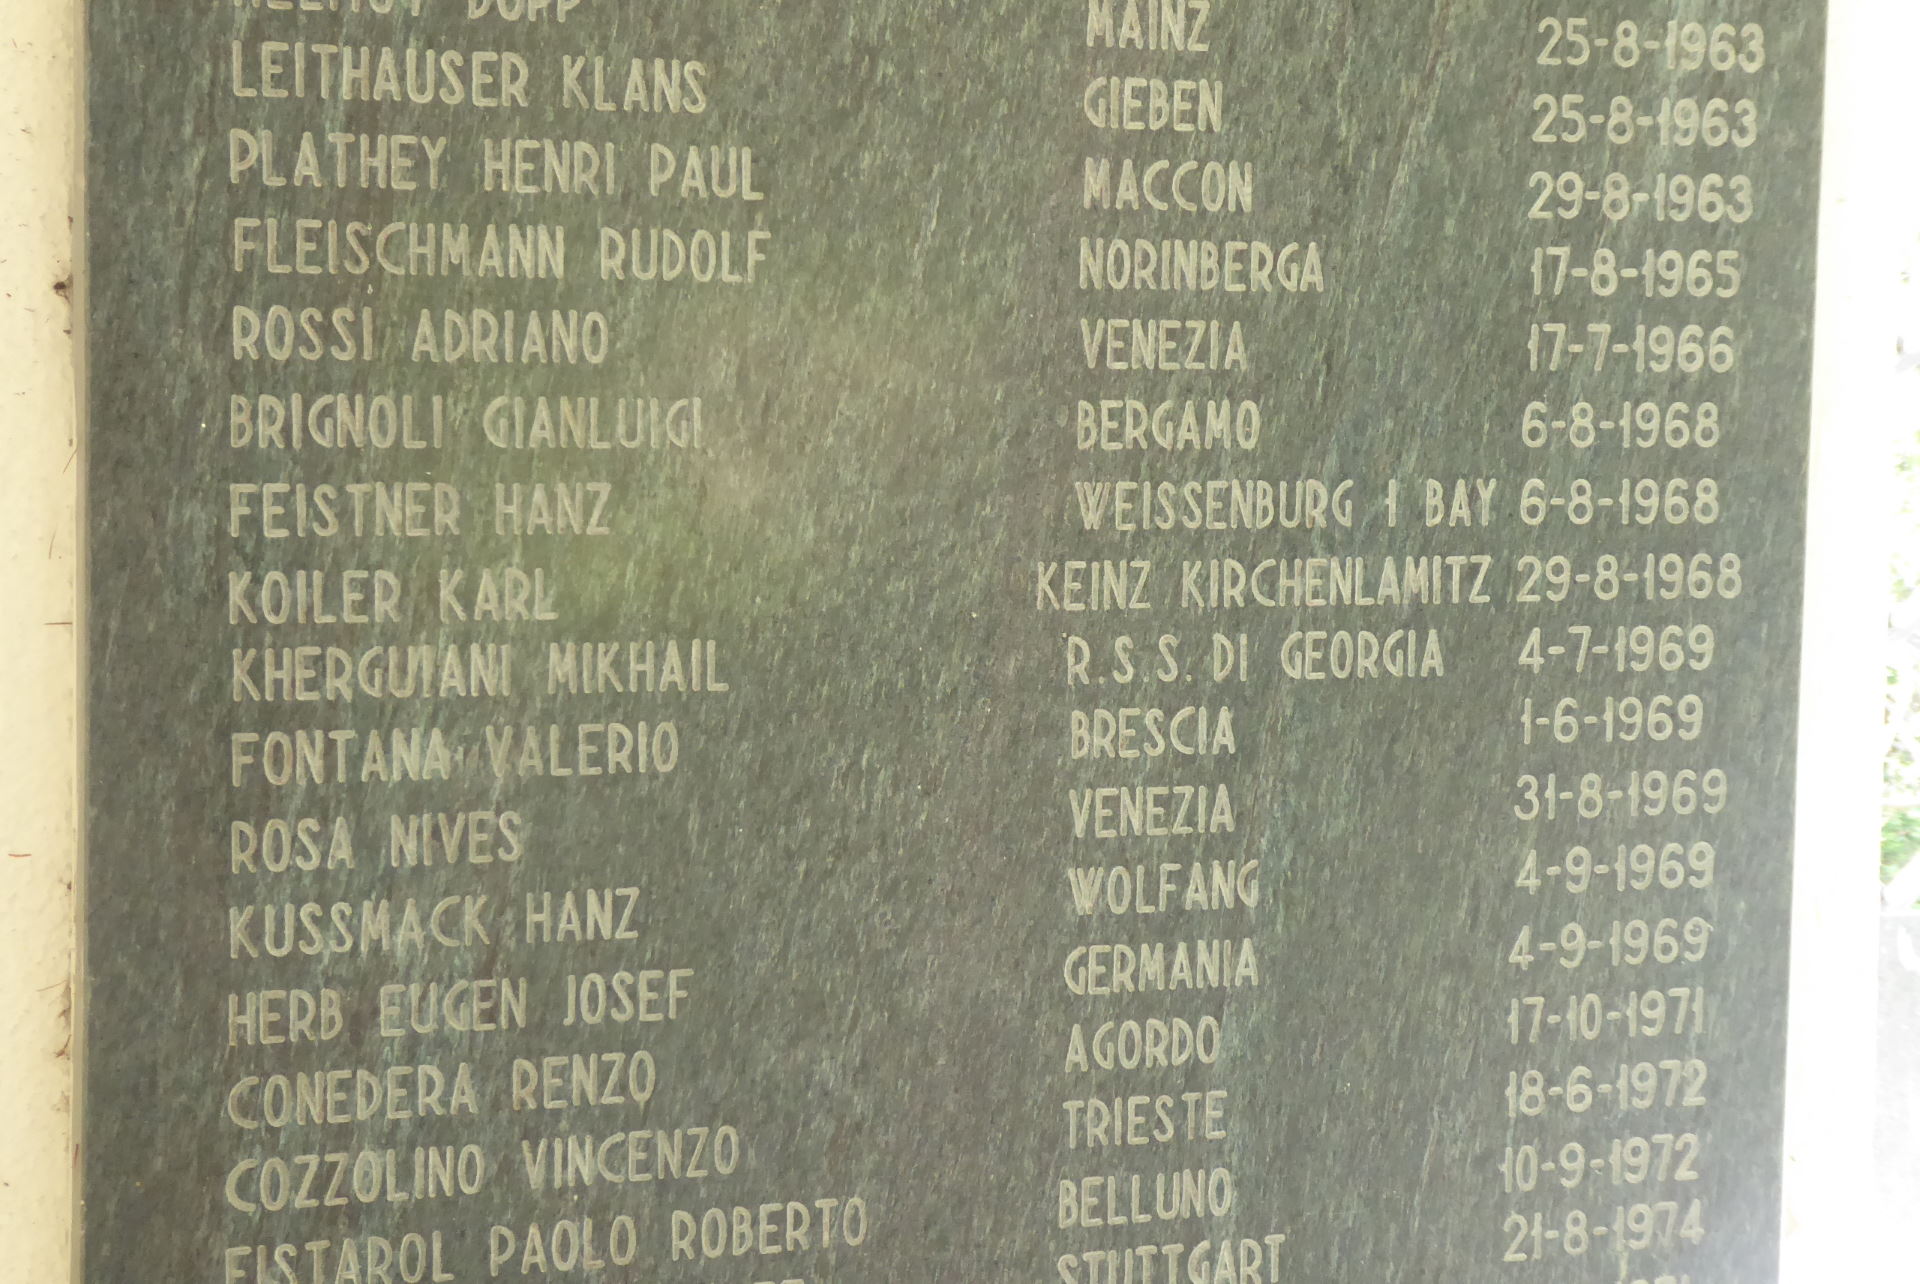 HELMUT DOPP MAINZ 25-8-1963
LEITHAUSER KLANS GIEBEN 25-8-1963
PLATHEY HENRI PAUL MACCON 29-8-1963
FLEISCHMANN RUDOLF NORINBERGA 17-8-1965
ROSSI ADRIANO VENEZIA 17-7-1966
BRIGNOLI GIANLUIGI BERGAMO 6-8-1968
FEISTNER HANZ WEISSENBURG I BAY 6-8-1968
KOILER KARL KEINZ KIRCHENLAMITZ 29-8-1968
KHERGUIANI MIKHAIL R.S.S. DI GEORGIA 4-7-1969
FONTANA VALERIO BRESCIA 1-6-1969
ROSA NIVES VENEZIA 31-8-1969
KUSSMACK HANZ WOLFANG 4-9-1969
HERB EUGEN JOSEF GERMANIA 4-9-1969
CONEDERA RENZO AGORDO 17-10-1971
COZZOLINO VINCENZO TRIESTE 18-6-1972
FISTAROL PAOLO ROBERTO BELLUNO 10-9-1972
STUTTGART 21-8-1974